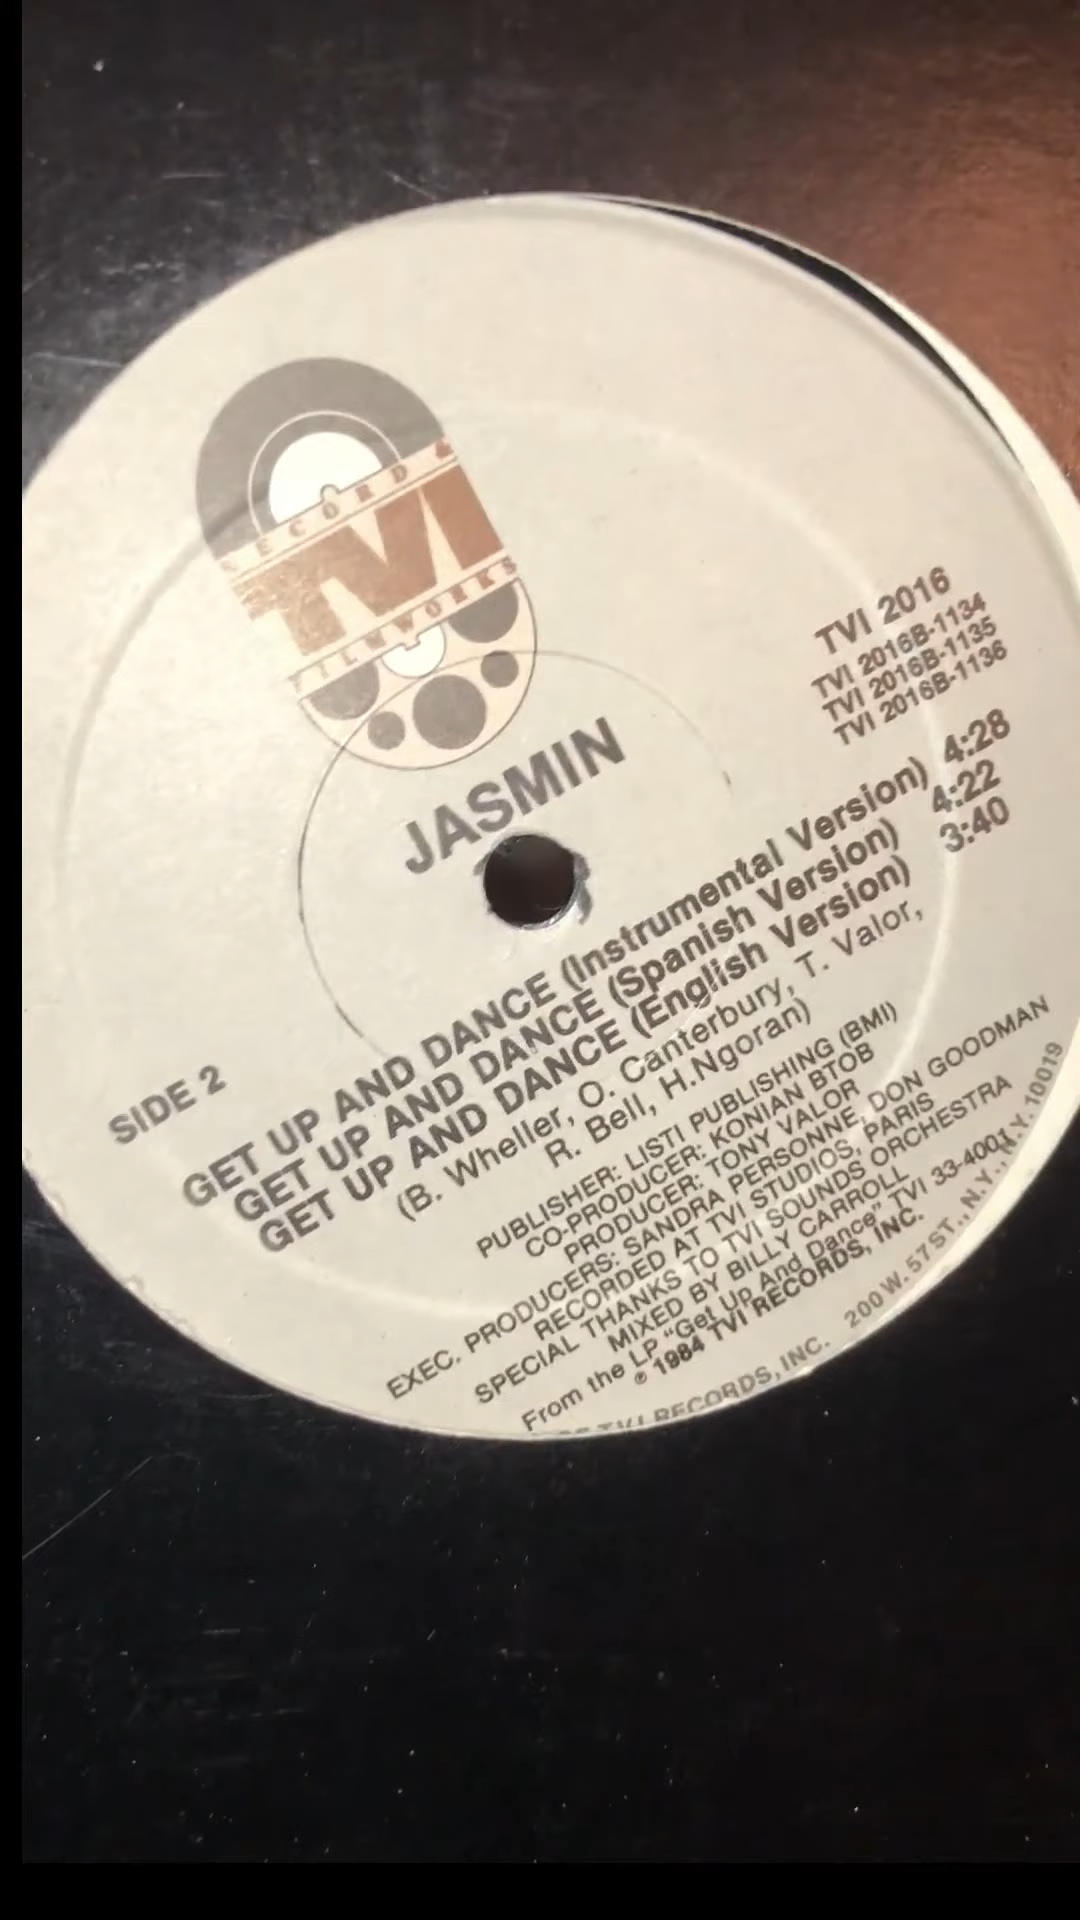 RECORD &
TVI
FILMWORKS
TVI 2016
TVI 2016B-1134
TVI 2016B-1135
TVI 2016B-1136
JASMIN
SIDE 2
GET UP AND DANCE (Instrumental Version) 4:28
GET UP AND DANCE (Spanish Version) 4:22
GET UP AND DANCE (English Version) 3:40
(B. Wheller, O. Canterbury, T. Valor,
R. Bell, H.Ngoran)
PUBLISHER: LISTI PUBLISHING (BMI)
CO-PRODUCER: KONIAN BTOB
PRODUCER: TONY VALOR
EXEC. PRODUCERS: SANDRA PERSONNE, DON GOODMAN
RECORDED AT TVI STUDIOS, PARIS
SPECIAL THANKS TO TVI SOUNDS ORCHESTRA
MIXED BY BILLY CARROLL
From the LP "Get Up And Dance" TVI 33-4001
℗ 1984 TVI RECORDS, INC.
TVI RECORDS, INC. 200 W. 57 ST., N.Y., N.Y. 10019